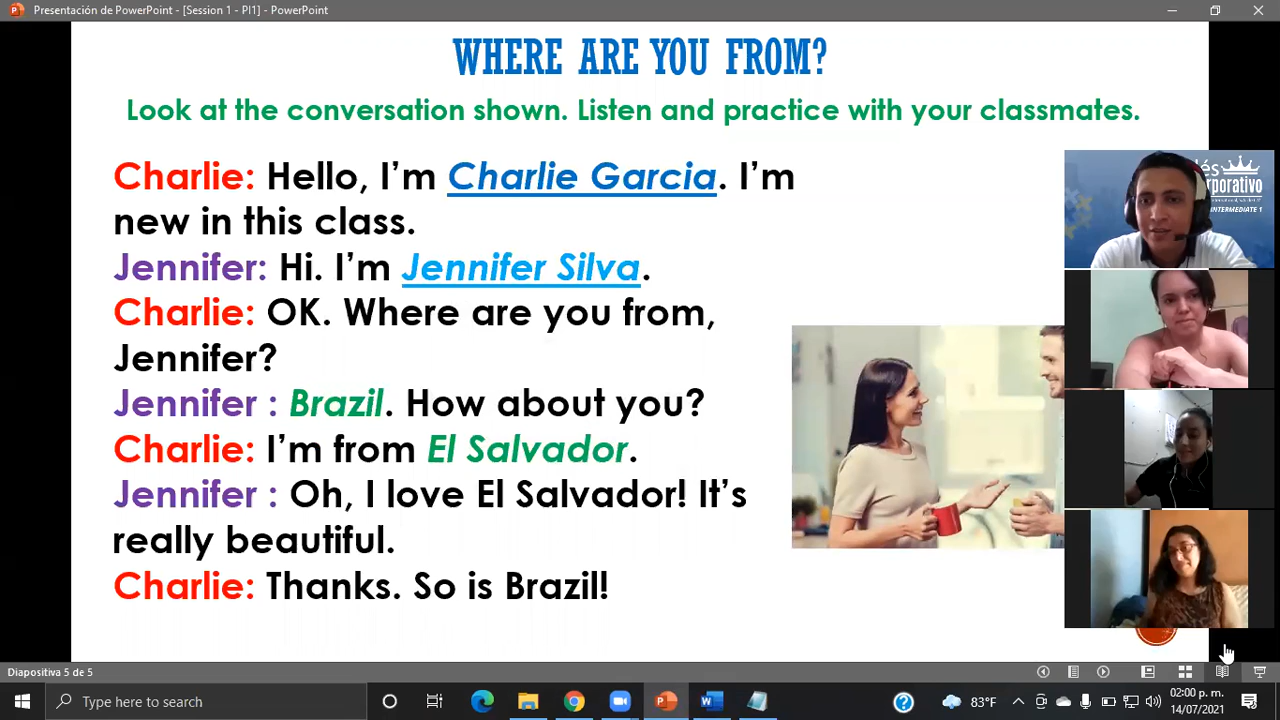 Presentación de PowerPoint - [Session 1 - PI1] - PowerPoint
WHERE ARE YOU FROM?
Look at the conversation shown. Listen and practice with your classmates.
Charlie: Hello, I'm Charlie Garcia. I'm
new in this class.
Jennifer: Hi. I'm Jennifer Silva.
Charlie: OK. Where are you from,
Jennifer?
Jennifer : Brazil. How about you?
Charlie: I'm from El Salvador.
Jennifer : Oh, I love El Salvador! It's
really beautiful.
Charlie: Thanks. So is Brazil!
lés
rporativo
INTERMEDIATE 1
Diapositiva 5 de 5
Type here to search
83°F
02:00 p. m.
14/07/2021